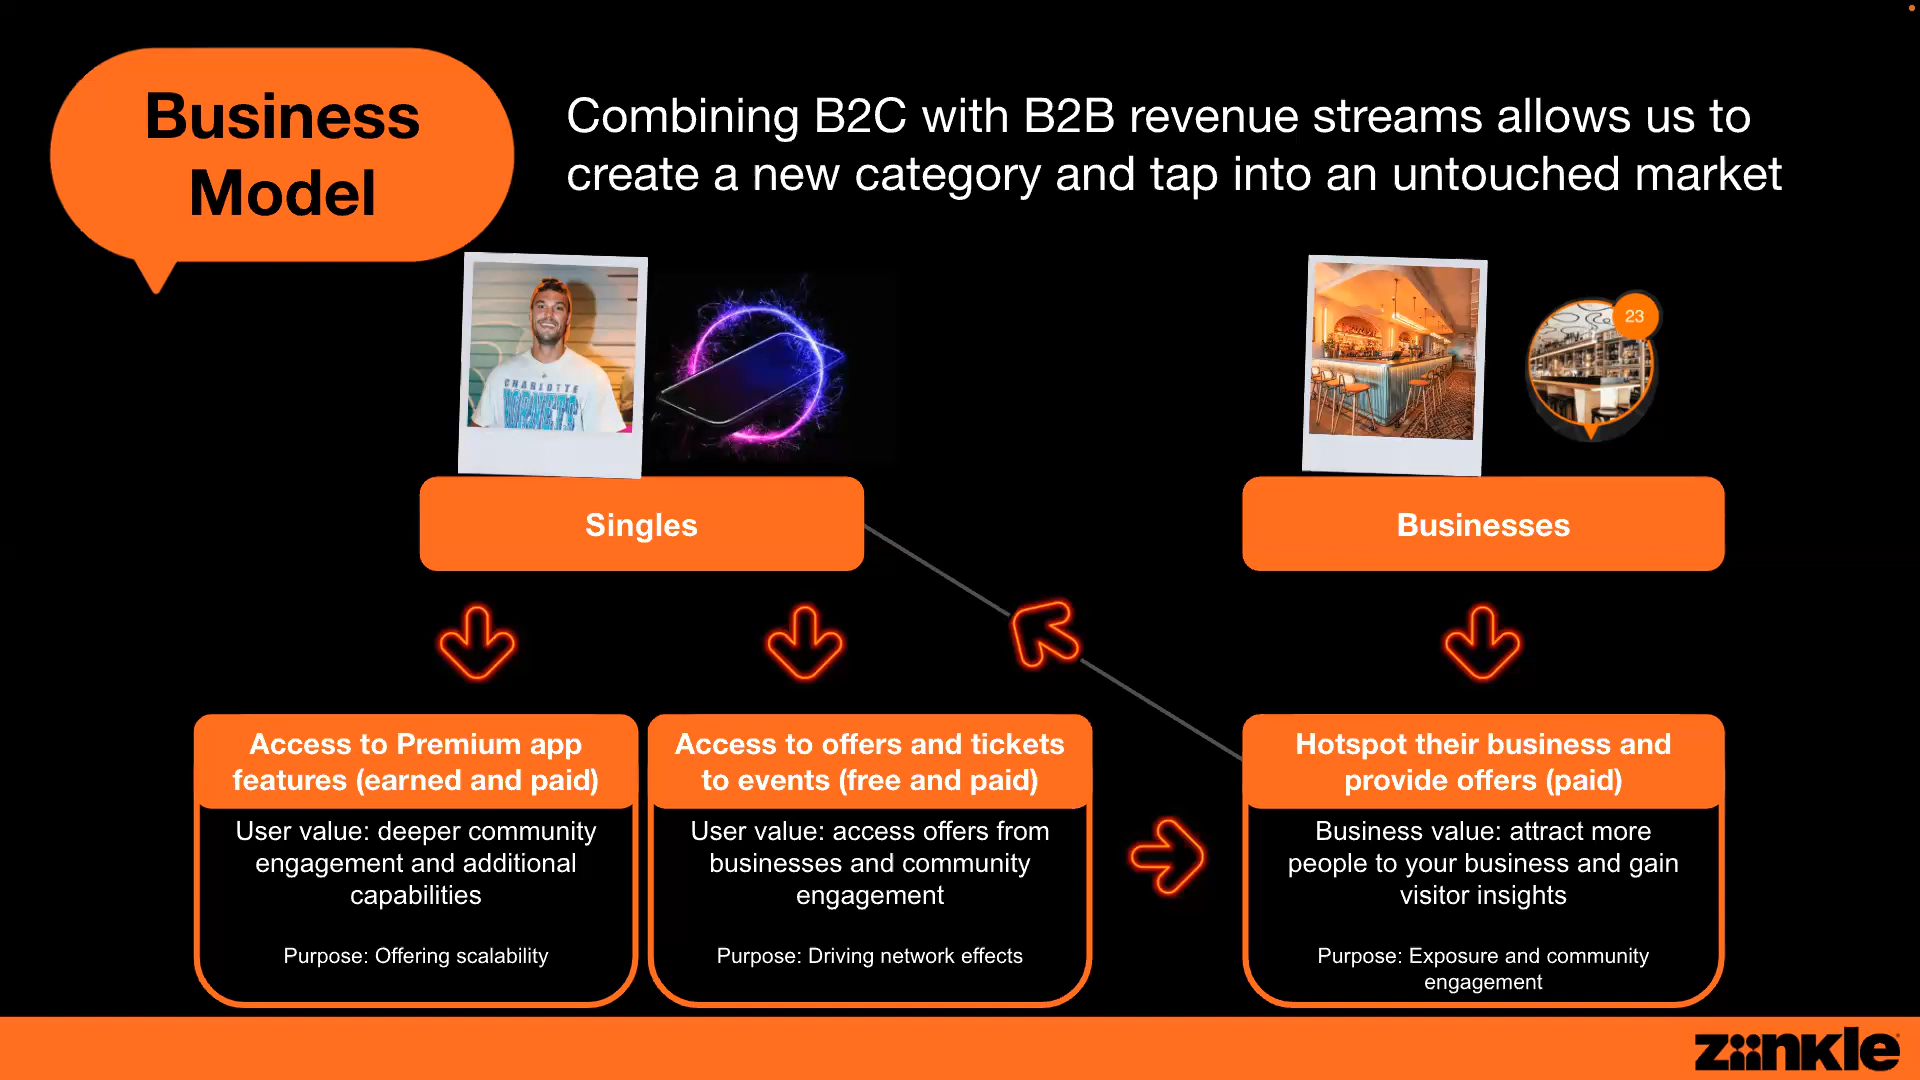 Business
Model
Combining B2C with B2B revenue streams allows us to
create a new category and tap into an untouched market
CHARLOTTE
HORNETS
23
Singles
Businesses
Access to Premium app
features (earned and paid)
User value: deeper community
engagement and additional
capabilities
Purpose: Offering scalability
Access to offers and tickets
to events (free and paid)
User value: access offers from
businesses and community
engagement
Purpose: Driving network effects
Hotspot their business and
provide offers (paid)
Business value: attract more
people to your business and gain
visitor insights
Purpose: Exposure and community
engagement
ziinkle